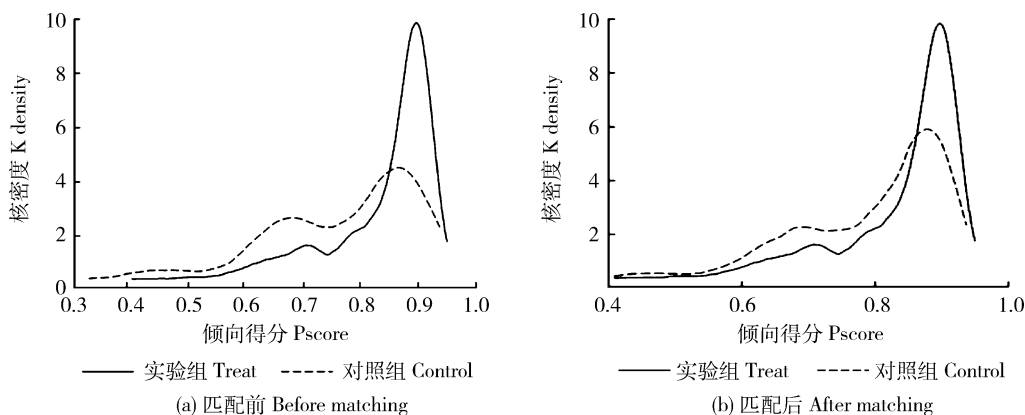 10
8
6
4
2
0
核密度 K density
0.3 0.4 0.5 0.6 0.7 0.8 0.9 1.0
倾向得分 Pscore
实验组 Treat 对照组 Control
(a) 匹配前 Before matching
10
8
6
4
2
0
核密度 K density
0.4 0.6 0.8 1.0
倾向得分 Pscore
实验组 Treat 对照组 Control
(b) 匹配后 After matching